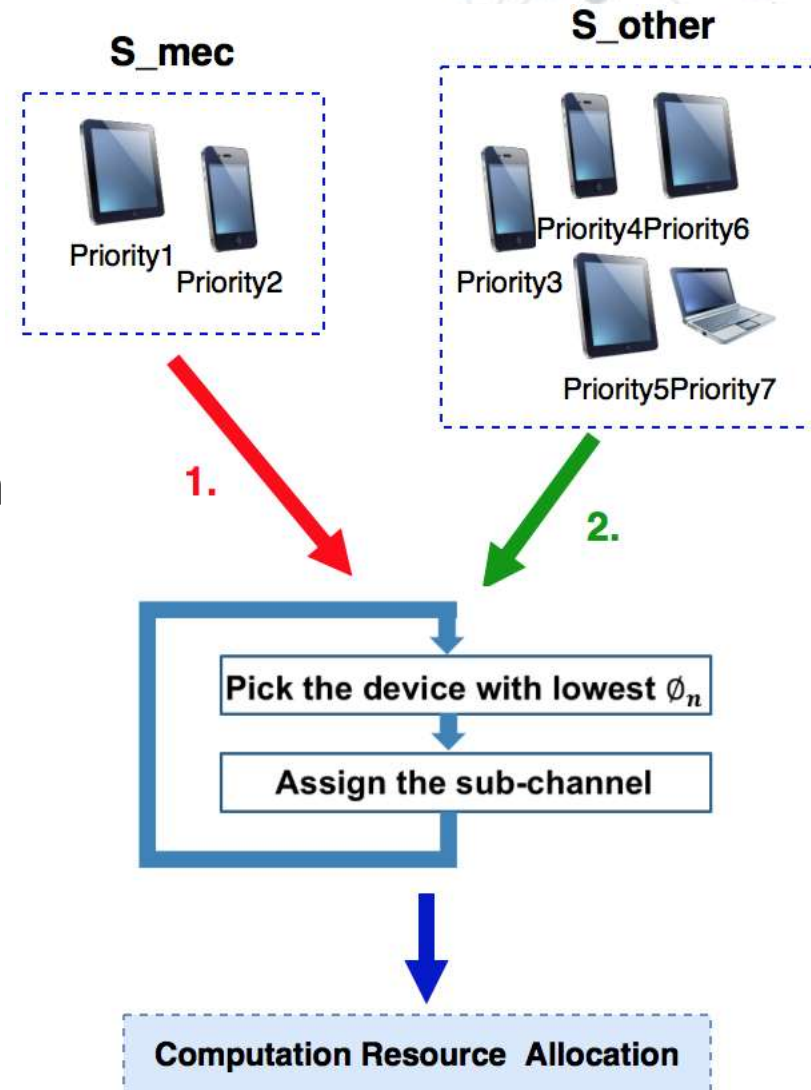 S_mec
S_other
Priority1
Priority2
Priority4Priority6
Priority3
Priority5Priority7
1.
2.
Pick the device with lowest ∅ₙ
Assign the sub-channel
Computation Resource Allocation